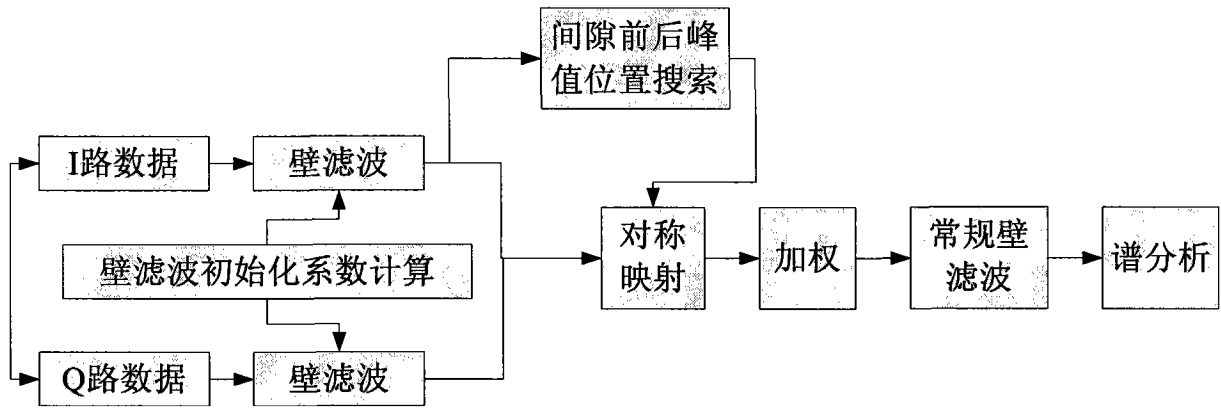 间隙前后峰
值位置搜索
I路数据
壁滤波
壁滤波初始化系数计算
Q路数据
壁滤波
对称
映射
加权
常规壁
滤波
谱分析